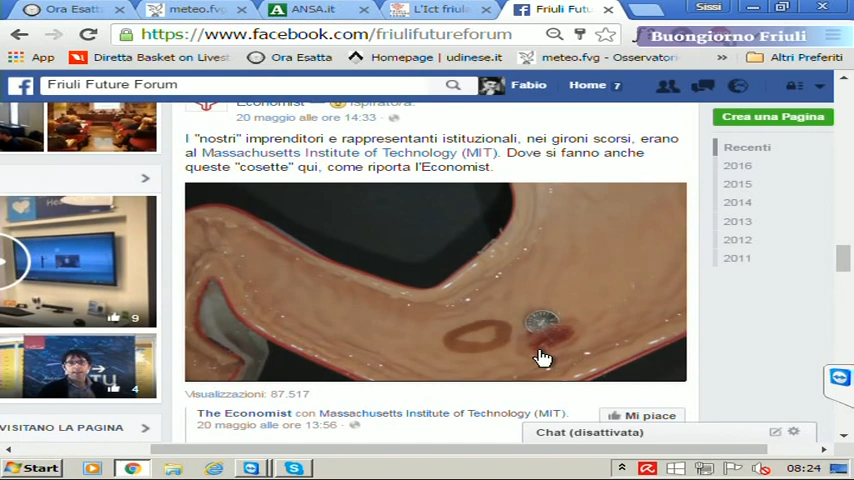 Ora Esatta
meteo.fvg
ANSA.it
L'Ict friula
Friuli Futu
Sissi
https://www.facebook.com/friulifutureforum
Buongiorno Friuli
App
Diretta Basket on Livest
Ora Esatta
Homepage | udinese.it
meteo.fvg - Osservatori
»
Altri Preferiti
Friuli Future Forum
Fabio
Home 7
Economist
20 maggio alle ore 14:33
I "nostri" imprenditori e rappresentanti istituzionali, nei gironi scorsi, erano
al Massachusetts Institute of Technology (MIT). Dove si fanno anche
queste "cosette" qui, come riporta l'Economist.
Crea una Pagina
Recenti
2016
2015
2014
2013
2012
2011
9
4
VISITANO LA PAGINA
Visualizzazioni: 87.517
The Economist con Massachusetts Institute of Technology (MIT).
20 maggio alle ore 13:56
Mi piace
Chat (disattivata)
Start
08:24